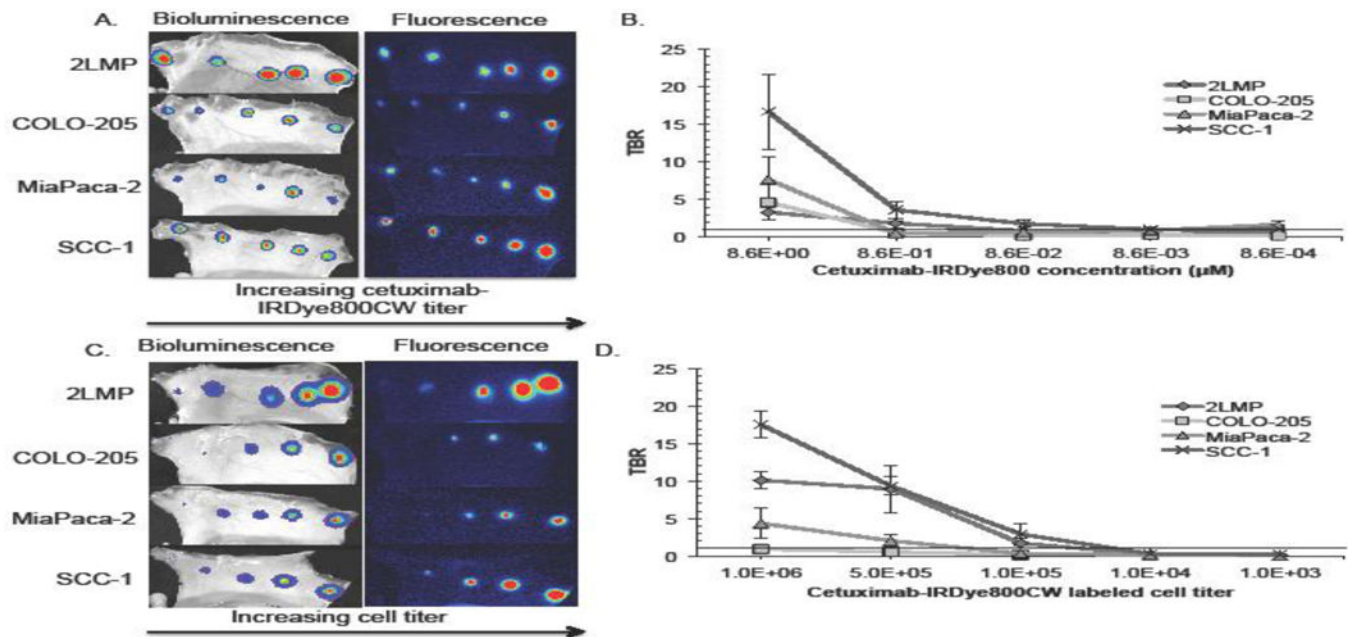 A.
Bioluminescence
Fluorescence
2LMP
COLO-205
MiaPaca-2
SCC-1
Increasing cetuximab-
IRDye800CW titer
B.
25
20
15
10
5
0
TBR
2LMP
COLO-205
MiaPaca-2
SCC-1
8.6E+00 8.6E-01 8.6E-02 8.6E-03 8.6E-04
Cetuximab-IRDye800 concentration (µM)
C.
Bioluminescence
Fluorescence
2LMP
COLO-205
MiaPaca-2
SCC-1
Increasing cell titer
D.
25
20
15
10
5
0
TBR
2LMP
COLO-205
MiaPaca-2
SCC-1
1.0E+06 5.0E+05 1.0E+05 1.0E+04 1.0E+03
Cetuximab-IRDye800CW labeled cell titer